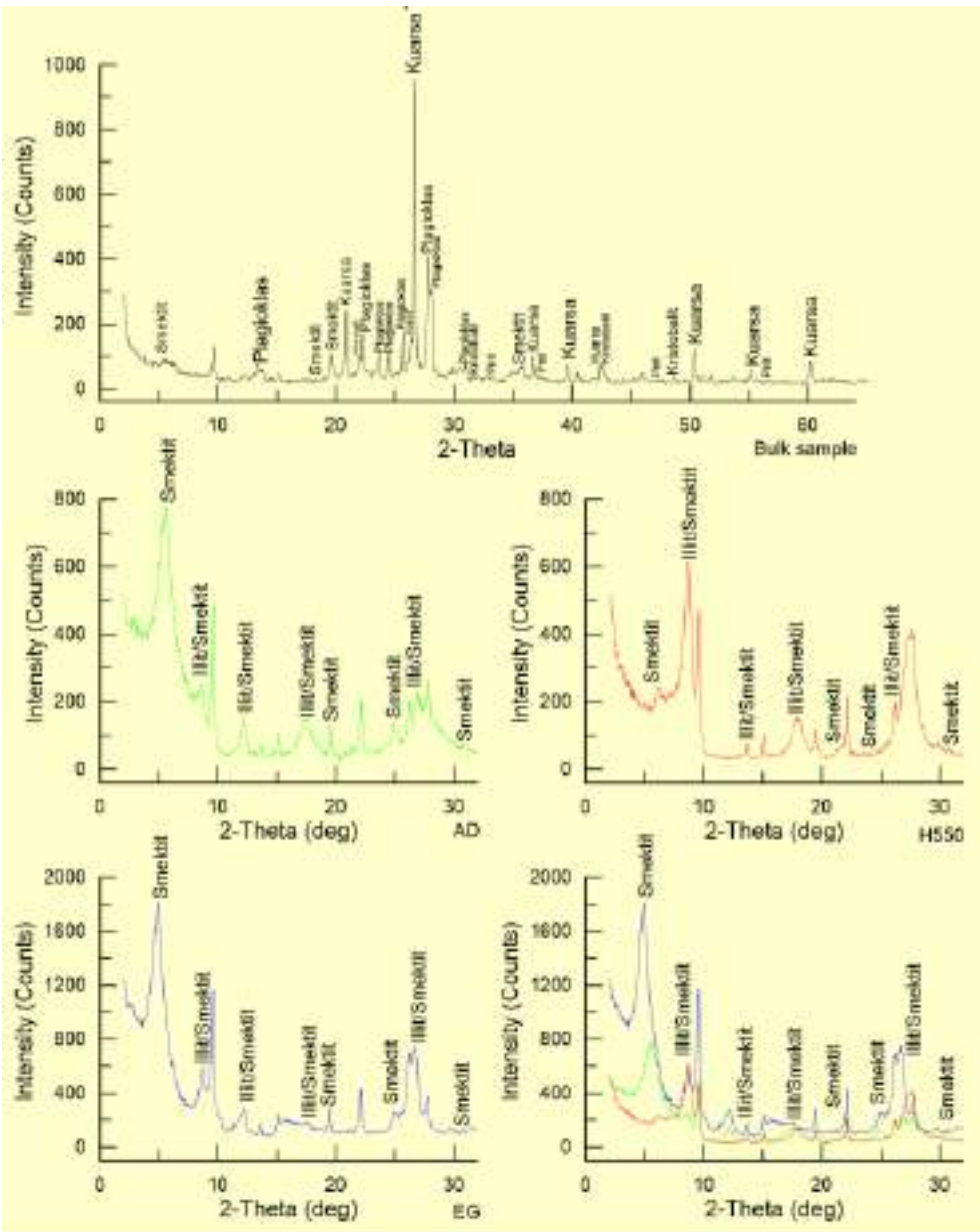 Kuarsa
1000
800
600
400
200
0
Intensity (Counts)
Smektit
Plagioklas
Smektit
Smektit
Kuarsa
Plagioklas
Plagioklas
Smektit
Kuarsa
Kuarsa
Kristobalit
Kuarsa
Kuarsa
Kuarsa
0 10 20 30 40 50 60
2-Theta
Bulk sample
800
600
400
200
0
Intensity (Counts)
Smektit
Illit/Smektit
Illit/Smektit
Illit/Smektit
Smektit
Smektit
Illit/Smektit
Smektit
0 10 20 30
2-Theta (deg)
AD
800
600
400
200
0
Intensity (Counts)
Smektit
Illit/Smektit
Illit/Smektit
Illit/Smektit
Smektit
Smektit
Illit/Smektit
Smektit
0 10 20 30
2-Theta (deg)
H550
2000
1600
1200
800
400
0
Intensity (Counts)
Smektit
Illit/Smektit
Illit/Smektit
Illit/Smektit
Smektit
Smektit
Illit/Smektit
Smektit
0 10 20 30
2-Theta (deg)
EG
2000
1600
1200
800
400
0
Intensity (Counts)
Smektit
Illit/Smektit
Illit/Smektit
Illit/Smektit
Smektit
Smektit
Illit/Smektit
Smektit
0 10 20 30
2-Theta (deg)